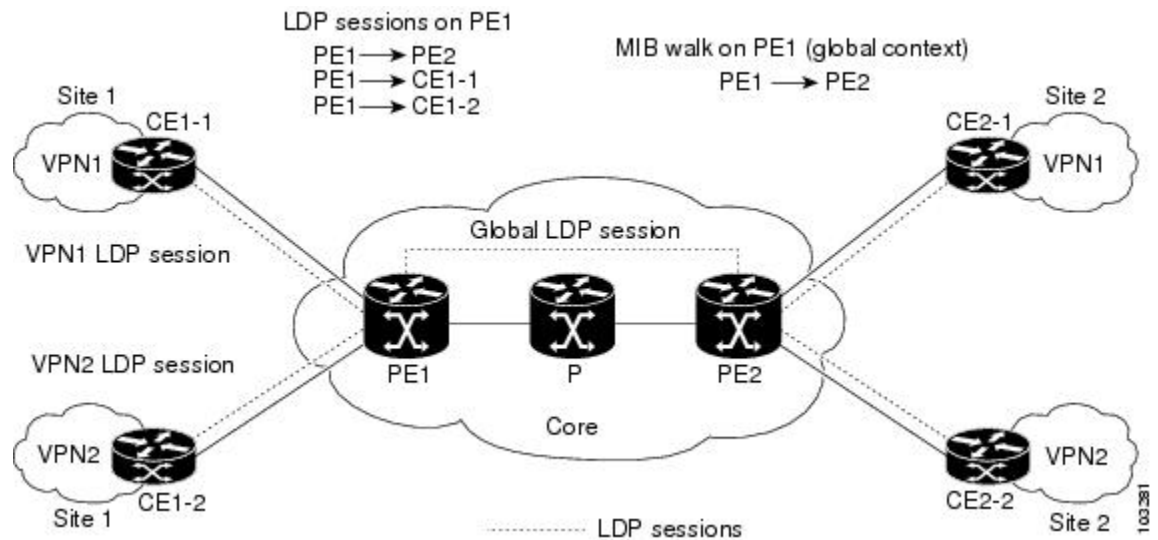 LDP sessions on PE1
PE1 → PE2
PE1 → CE1-1
PE1 → CE1-2
MIB walk on PE1 (global context)
PE1 → PE2
Site 1
CE1-1
VPN1
Site 2
CE2-1
VPN1
VPN1 LDP session
Global LDP session
VPN2 LDP session
PE1
P
PE2
Core
VPN2
CE1-2
Site 1
CE2-2
VPN2
Site 2
LDP sessions
103281